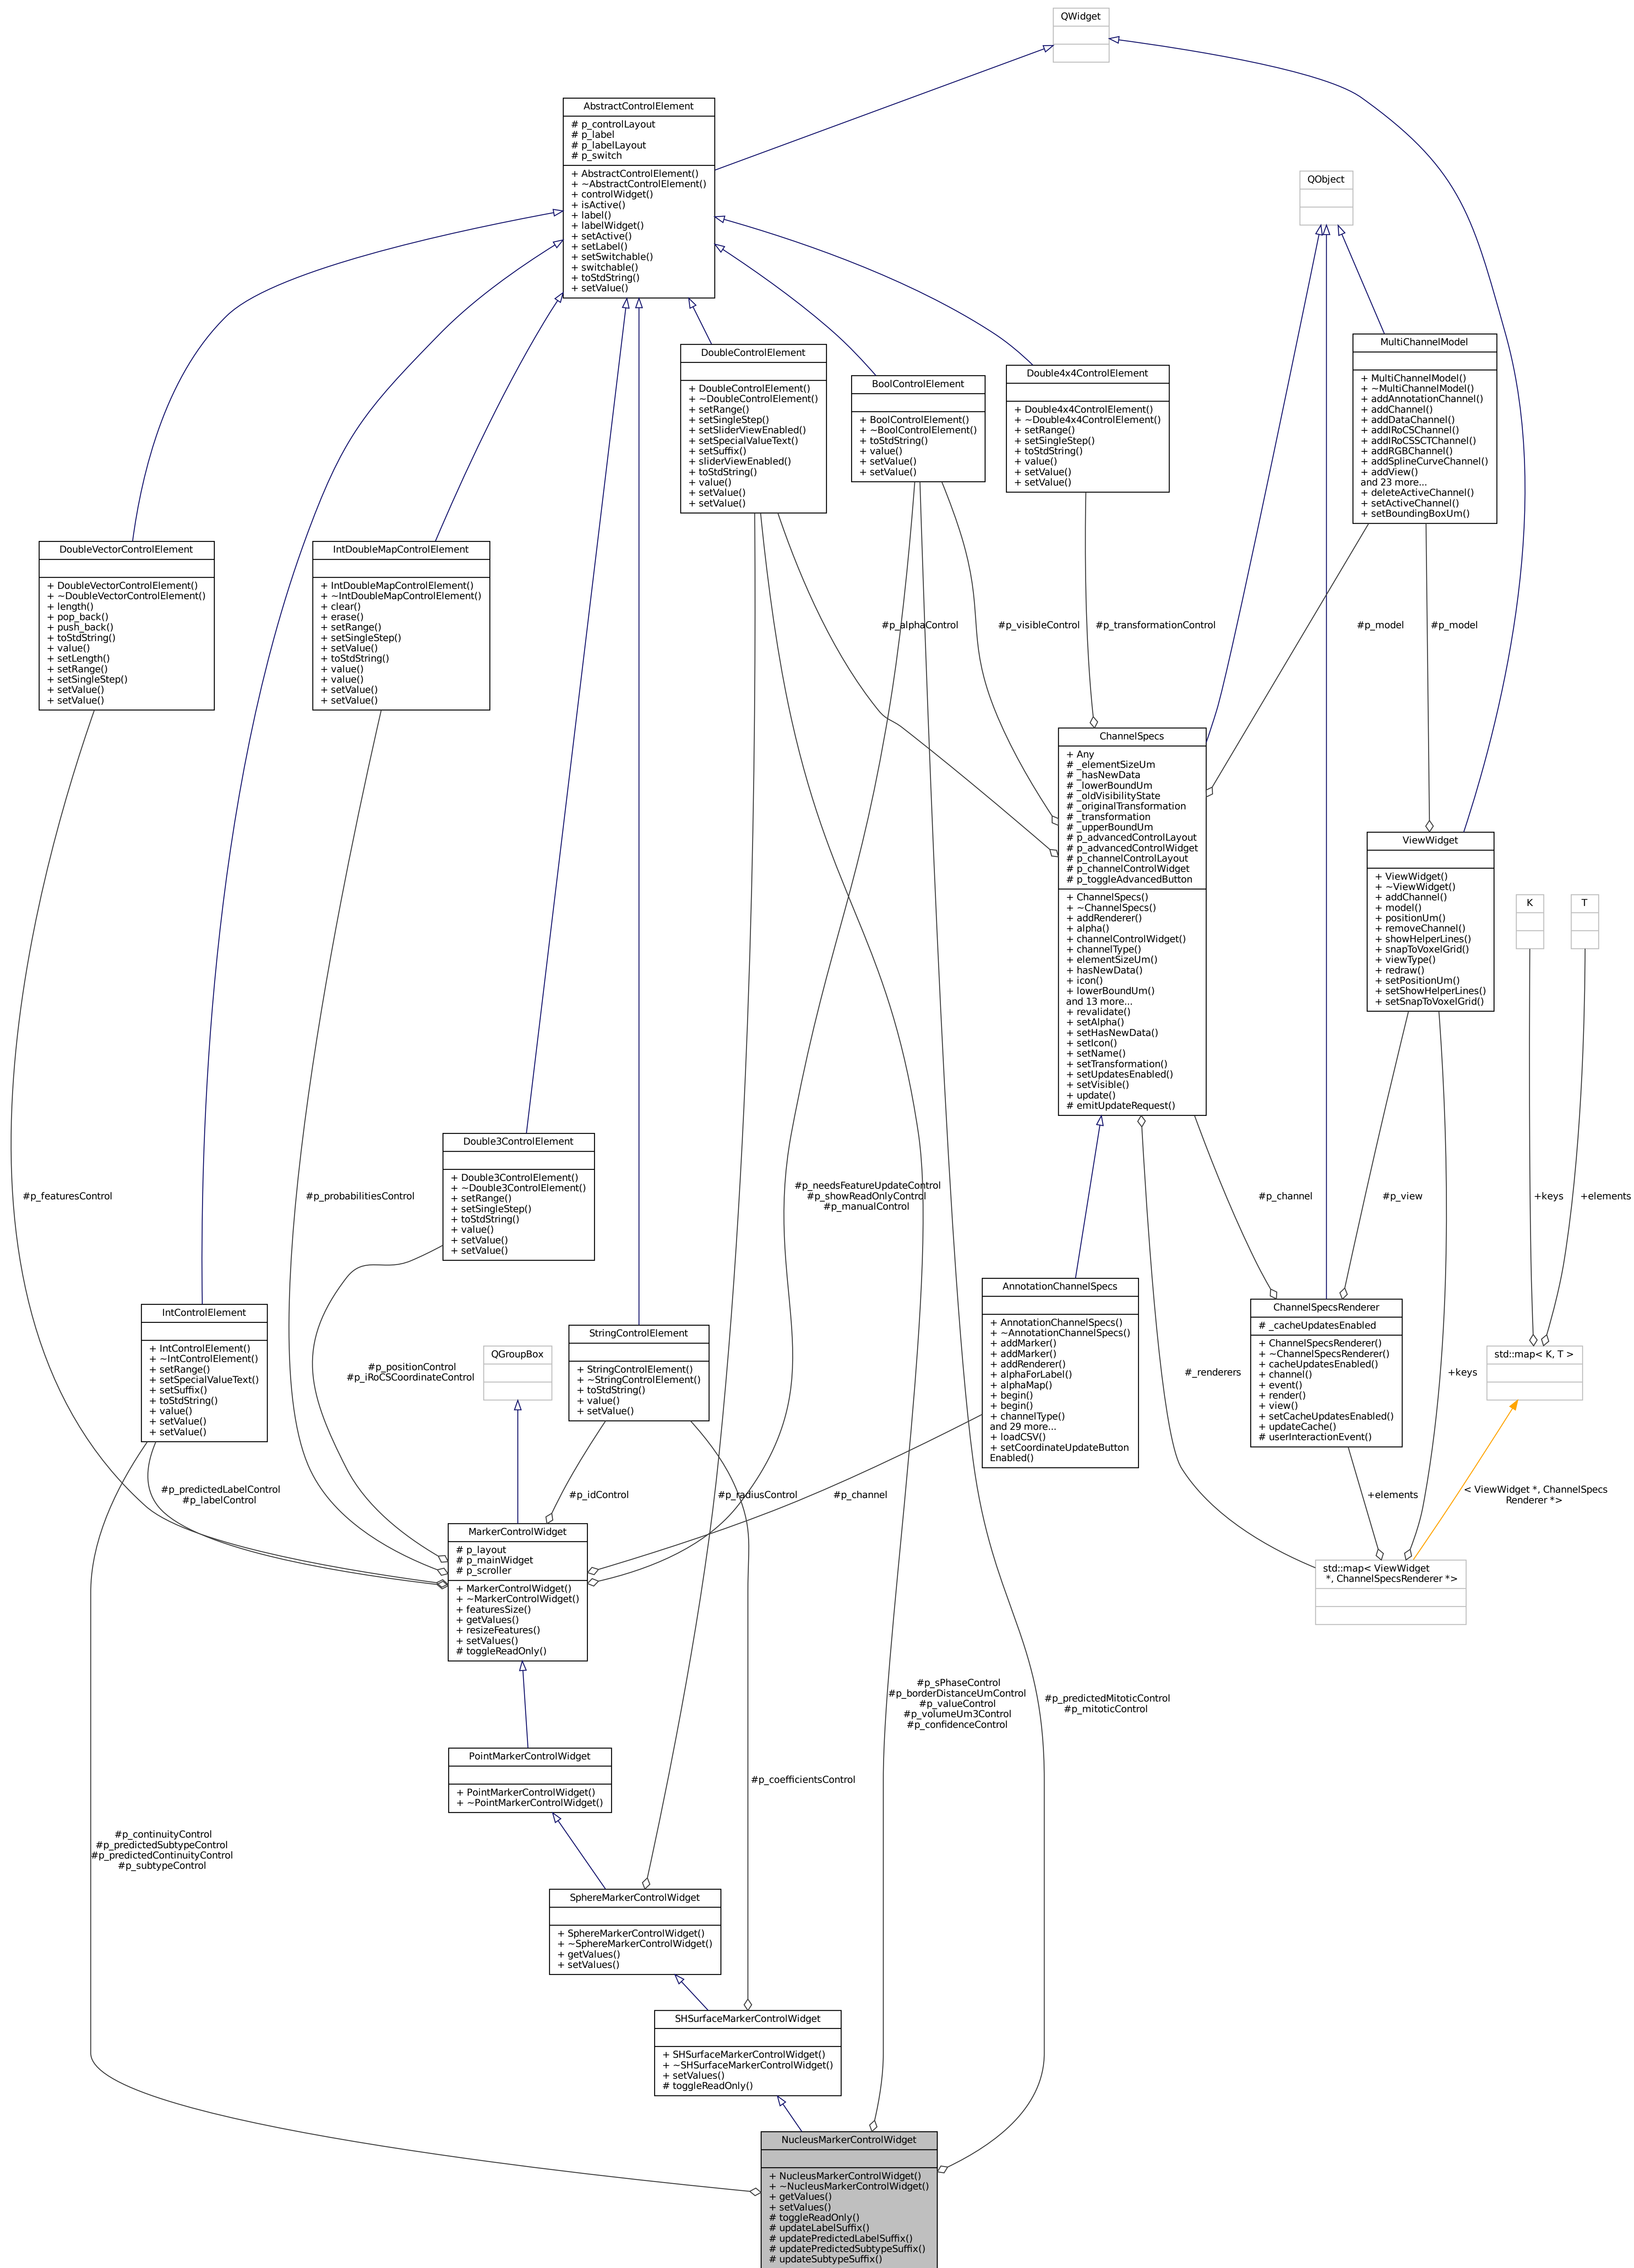 QWidget
AbstractControlElement
# p_controlLayout
# p_label
# p_labelLayout
# p_switch
+ AbstractControlElement()
+ ~AbstractControlElement()
+ controlWidget()
+ isActive()
+ label()
+ labelWidget()
+ setActive()
+ setLabel()
+ setSwitchable()
+ switchable()
+ toStdString()
+ setValue()
QObject
MultiChannelModel
+ MultiChannelModel()
+ ~MultiChannelModel()
+ addAnnotationChannel()
+ addChannel()
+ addDataChannel()
+ addIRoCSChannel()
+ addIRoCSSCTChannel()
+ addRGBChannel()
+ addSplineCurveChannel()
+ addView()
and 23 more...
+ deleteActiveChannel()
+ setActiveChannel()
+ setBoundingBoxUm()
DoubleControlElement
+ DoubleControlElement()
+ ~DoubleControlElement()
+ setRange()
+ setSingleStep()
+ setSliderViewEnabled()
+ setSpecialValueText()
+ setSuffix()
+ sliderViewEnabled()
+ toStdString()
+ value()
+ setValue()
+ setValue()
BoolControlElement
+ BoolControlElement()
+ ~BoolControlElement()
+ toStdString()
+ value()
+ setValue()
+ setValue()
Double4x4ControlElement
+ Double4x4ControlElement()
+ ~Double4x4ControlElement()
+ setRange()
+ setSingleStep()
+ toStdString()
+ value()
+ setValue()
+ setValue()
DoubleVectorControlElement
+ DoubleVectorControlElement()
+ ~DoubleVectorControlElement()
+ length()
+ pop_back()
+ push_back()
+ toStdString()
+ value()
+ setLength()
+ setRange()
+ setSingleStep()
+ setValue()
+ setValue()
IntDoubleMapControlElement
+ IntDoubleMapControlElement()
+ ~IntDoubleMapControlElement()
+ clear()
+ erase()
+ setRange()
+ setSingleStep()
+ setValue()
+ toStdString()
+ value()
+ value()
+ setValue()
+ setValue()
#p_alphaControl
#p_visibleControl
#p_transformationControl
#p_model
#p_model
ChannelSpecs
+ Any
# _elementSizeUm
# _hasNewData
# _lowerBoundUm
# _oldVisibilityState
# _originalTransformation
# _transformation
# _upperBoundUm
# p_advancedControlLayout
# p_advancedControlWidget
# p_channelControlLayout
# p_channelControlWidget
# p_toggleAdvancedButton
+ ChannelSpecs()
+ ~ChannelSpecs()
+ addRenderer()
+ alpha()
+ channelControlWidget()
+ channelType()
+ elementSizeUm()
+ hasNewData()
+ icon()
+ lowerBoundUm()
and 13 more...
+ revalidate()
+ setAlpha()
+ setHasNewData()
+ setIcon()
+ setName()
+ setTransformation()
+ setUpdatesEnabled()
+ setVisible()
+ update()
# emitUpdateRequest()
ViewWidget
+ ViewWidget()
+ ~ViewWidget()
+ addChannel()
+ model()
+ positionUm()
+ removeChannel()
+ showHelperLines()
+ snapToVoxelGrid()
+ viewType()
+ redraw()
+ setPositionUm()
+ setShowHelperLines()
+ setSnapToVoxelGrid()
K
T
Double3ControlElement
+ Double3ControlElement()
+ ~Double3ControlElement()
+ setRange()
+ setSingleStep()
+ toStdString()
+ value()
+ setValue()
+ setValue()
#p_featuresControl
#p_probabilitiesControl
#p_needsFeatureUpdateControl
#p_showReadOnlyControl
#p_manualControl
#p_channel
#p_view
+keys
+elements
IntControlElement
+ IntControlElement()
+ ~IntControlElement()
+ setRange()
+ setSpecialValueText()
+ setSuffix()
+ toStdString()
+ value()
+ setValue()
+ setValue()
#p_positionControl
#p_iRoCSCoordinateControl
QGroupBox
StringControlElement
+ StringControlElement()
+ ~StringControlElement()
+ toStdString()
+ value()
+ setValue()
AnnotationChannelSpecs
+ AnnotationChannelSpecs()
+ ~AnnotationChannelSpecs()
+ addMarker()
+ addMarker()
+ addRenderer()
+ alphaForLabel()
+ alphaMap()
+ begin()
+ begin()
+ channelType()
and 29 more...
+ loadCSV()
+ setCoordinateUpdateButton
Enabled()
#_renderers
ChannelSpecsRenderer
# _cacheUpdatesEnabled
+ ChannelSpecsRenderer()
+ ~ChannelSpecsRenderer()
+ cacheUpdatesEnabled()
+ channel()
+ event()
+ render()
+ view()
+ setCacheUpdatesEnabled()
+ updateCache()
# userInteractionEvent()
+keys
std::map< K, T >
#p_predictedLabelControl
#p_labelControl
#p_idControl
#p_radiusControl
#p_channel
+elements
< ViewWidget *, ChannelSpecs
Renderer *>
MarkerControlWidget
# p_layout
# p_mainWidget
# p_scroller
+ MarkerControlWidget()
+ ~MarkerControlWidget()
+ featuresSize()
+ getValues()
+ resizeFeatures()
+ setValues()
# toggleReadOnly()
std::map< ViewWidget
*, ChannelSpecsRenderer *>
#p_sPhaseControl
#p_borderDistanceUmControl
#p_valueControl
#p_volumeUm3Control
#p_confidenceControl
#p_predictedMitoticControl
#p_mitoticControl
PointMarkerControlWidget
+ PointMarkerControlWidget()
+ ~PointMarkerControlWidget()
#p_coefficientsControl
#p_continuityControl
#p_predictedSubtypeControl
#p_predictedContinuityControl
#p_subtypeControl
SphereMarkerControlWidget
+ SphereMarkerControlWidget()
+ ~SphereMarkerControlWidget()
+ getValues()
+ setValues()
SHSurfaceMarkerControlWidget
+ SHSurfaceMarkerControlWidget()
+ ~SHSurfaceMarkerControlWidget()
+ setValues()
# toggleReadOnly()
NucleusMarkerControlWidget
+ NucleusMarkerControlWidget()
+ ~NucleusMarkerControlWidget()
+ getValues()
+ setValues()
# toggleReadOnly()
# updateLabelSuffix()
# updatePredictedLabelSuffix()
# updatePredictedSubtypeSuffix()
# updateSubtypeSuffix()